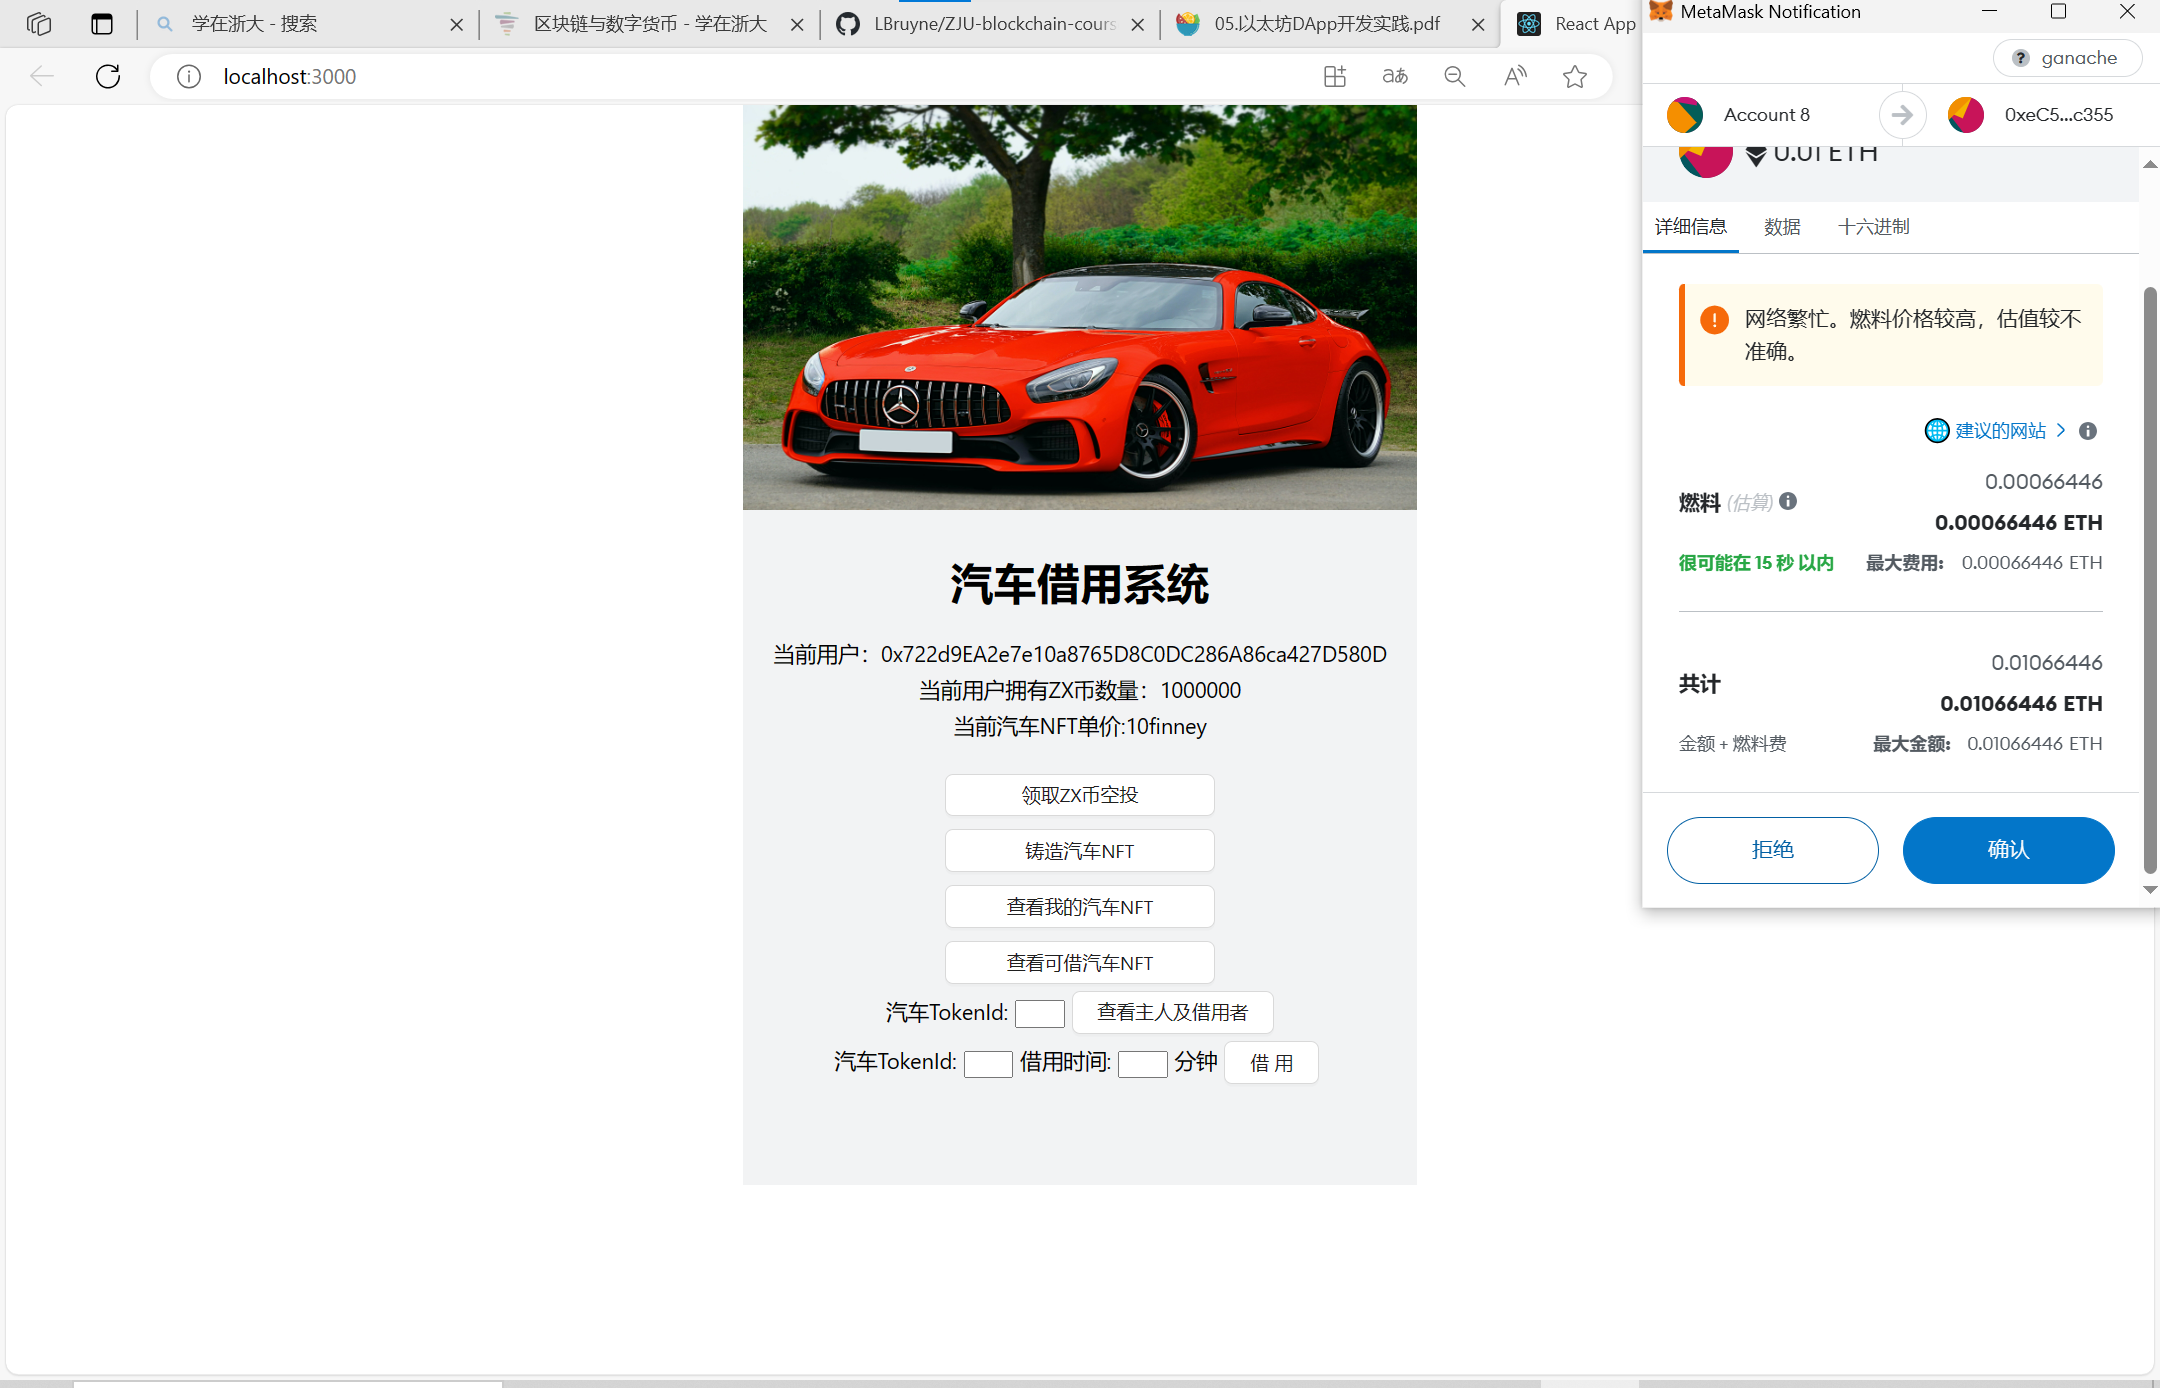 学在浙大 - 搜索
区块链与数字货币 - 学在浙大
LBruyne/ZJU-blockchain-cours
05.以太坊DApp开发实践.pdf
React App
localhost:3000
汽车借用系统
当前用户：0x722d9EA2e7e10a8765D8C0DC286A86ca427D580D
当前用户拥有ZX币数量：1000000
当前汽车NFT单价:10finney
领取ZX币空投
铸造汽车NFT
查看我的汽车NFT
查看可借汽车NFT
汽车TokenId: 查看主人及借用者
汽车TokenId: 借用时间: 分钟 借 用
MetaMask Notification
ganache
Account 8
0xeC5...c355
0.01 ETH
详细信息 数据 十六进制
网络繁忙。燃料价格较高，估值较不
准确。
建议的网站
0.00066446
燃料 (估算)
0.00066446 ETH
很可能在 15 秒 以内 最大费用: 0.00066446 ETH
0.01066446
共计
0.01066446 ETH
金额 + 燃料费 最大金额: 0.01066446 ETH
拒绝 确认